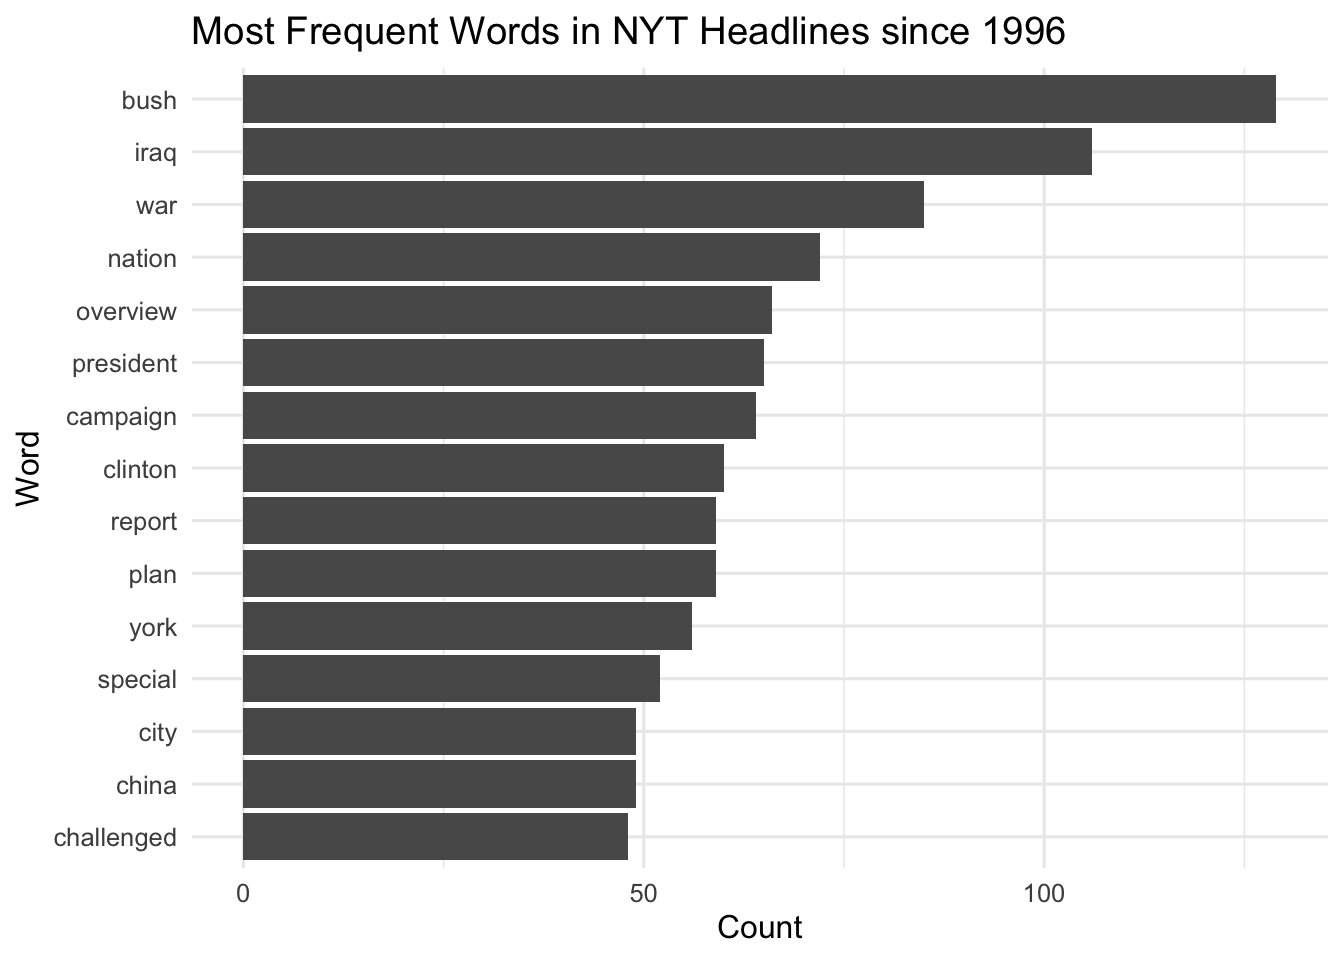 Most Frequent Words in NYT Headlines since 1996
bush
iraq
war
nation
overview
president
campaign
clinton
report
plan
york
special
city
china
challenged
Word
0 50 100
Count